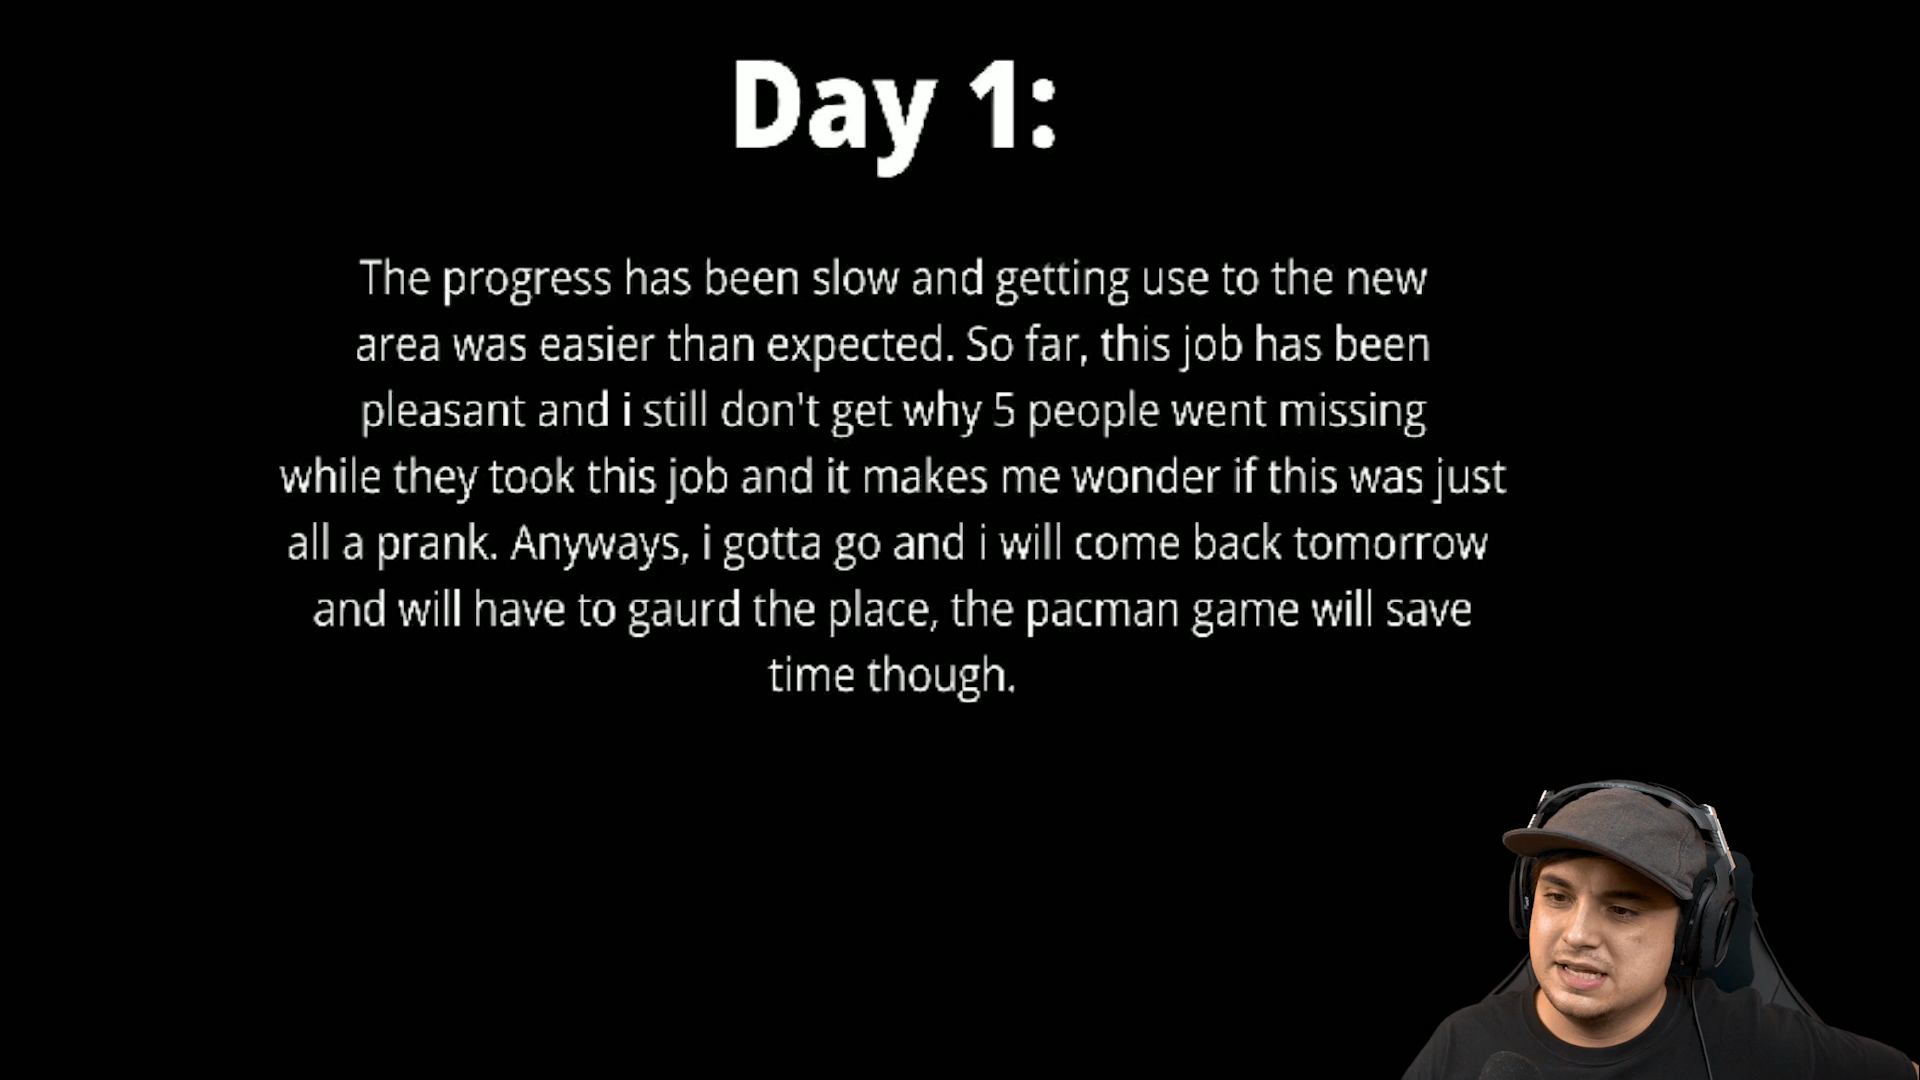 Day 1:
The progress has been slow and getting use to the new
area was easier than expected. So far, this job has been
pleasant and i still don't get why 5 people went missing
while they took this job and it makes me wonder if this was just
all a prank. Anyways, i gotta go and i will come back tomorrow
and will have to gaurd the place, the pacman game will save
time though.